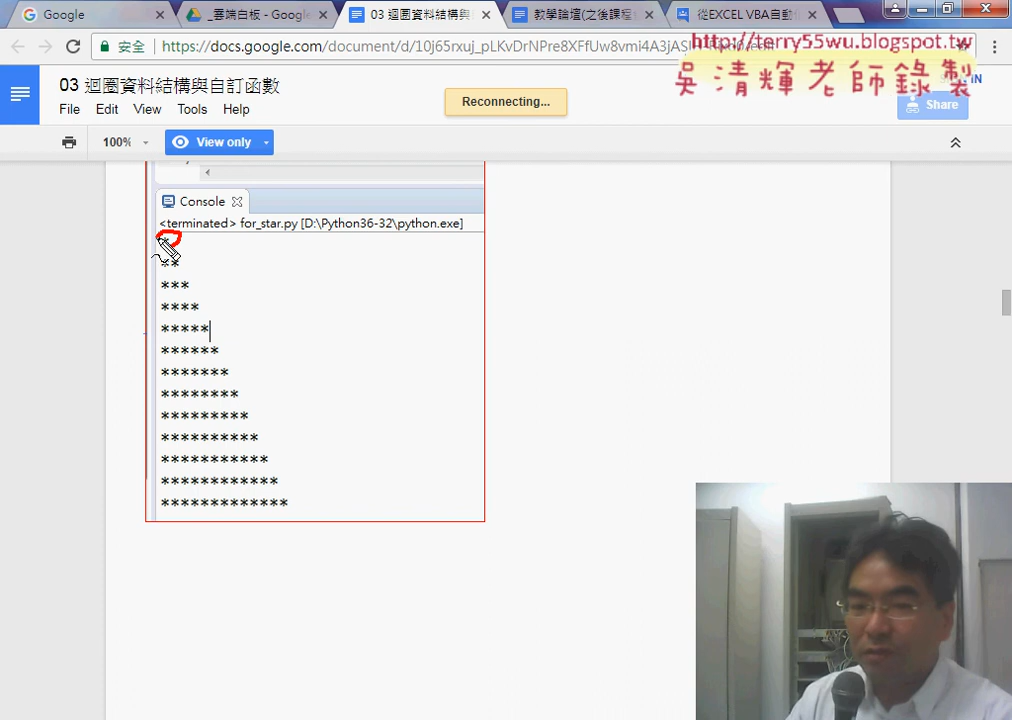 Google
_雲端白板 - Google
03 迴圈資料結構與
教學論壇(之後課程
從EXCEL VBA自動化
安全
https://docs.google.com/document/d/10j65rxuj_pLKvDrNPre8XFfUw8vmi4A3jAS
http://terry55wu.blogspot.tw
吳清輝老師錄製
03 迴圈資料結構與自訂函數
IN
File Edit View Tools Help
Reconnecting...
Share
100%
View only
Console
<terminated> for_star.py [D:\Python36-32\python.exe]
*
**
***
****
*****
******
*******
********
*********
**********
***********
************
*************